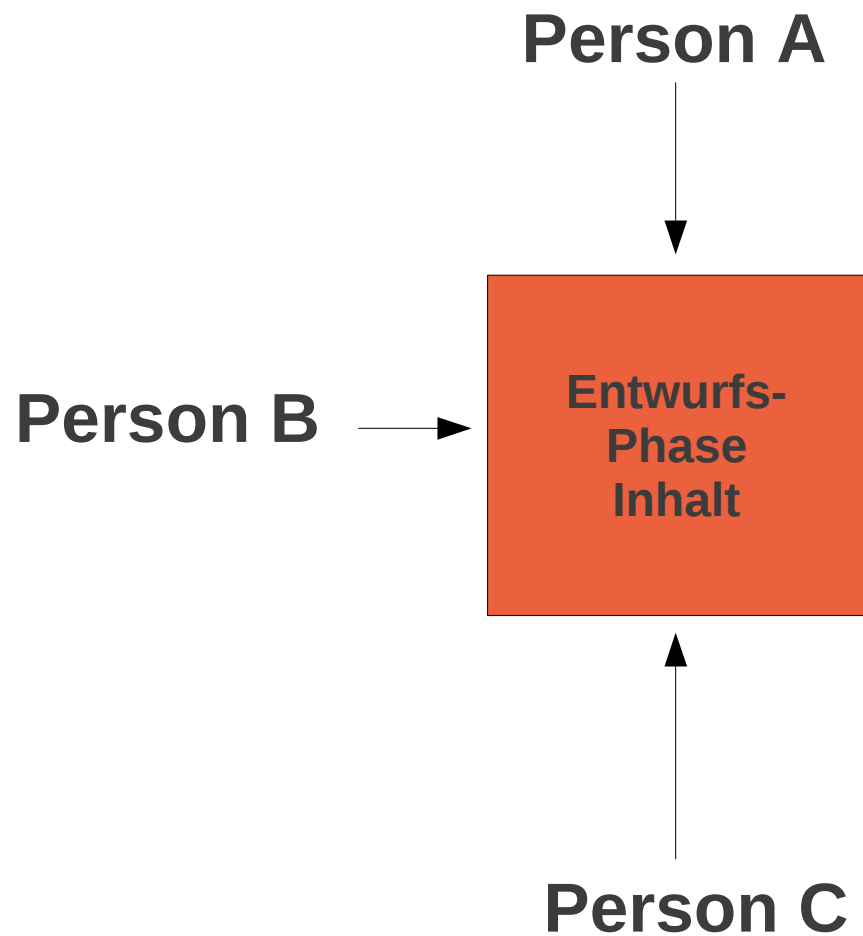 Person A
Person B
Entwurfs-
Phase
Inhalt
Person C